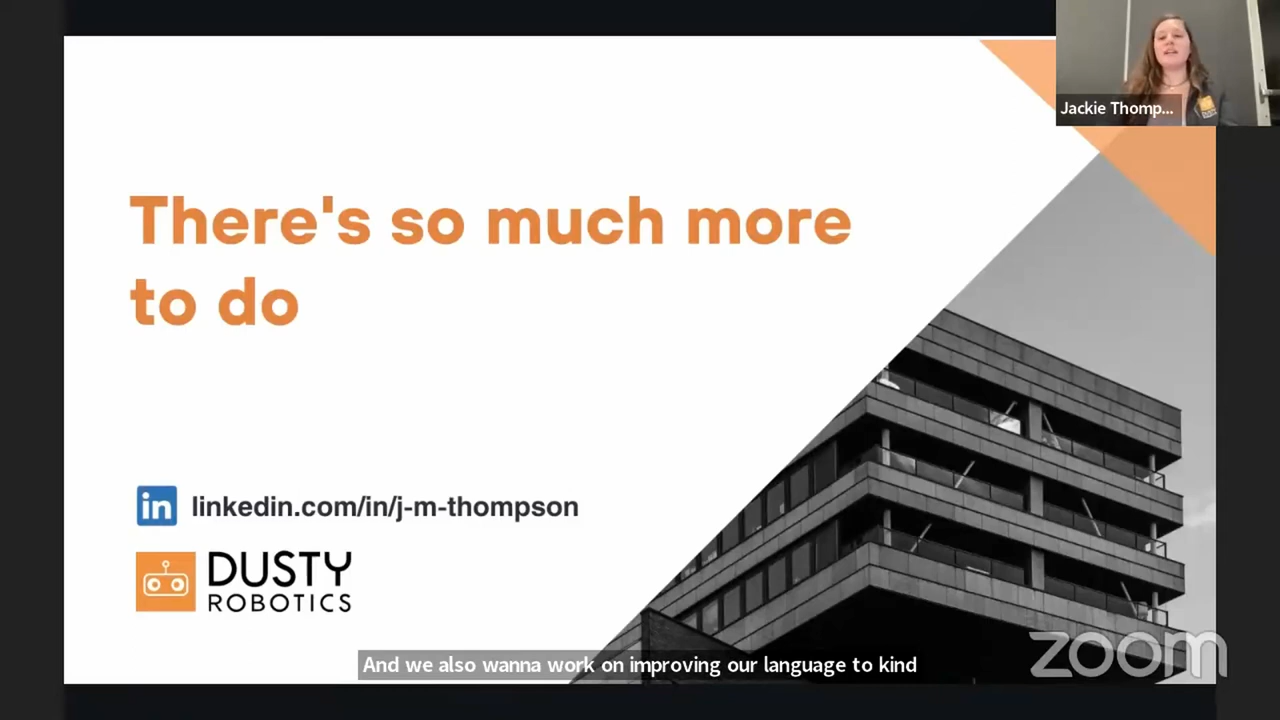 Jackie Thomp...
There's so much more
to do
in linkedin.com/in/j-m-thompson
DUSTY
ROBOTICS
And we also wanna work on improving our language to kind
zoom